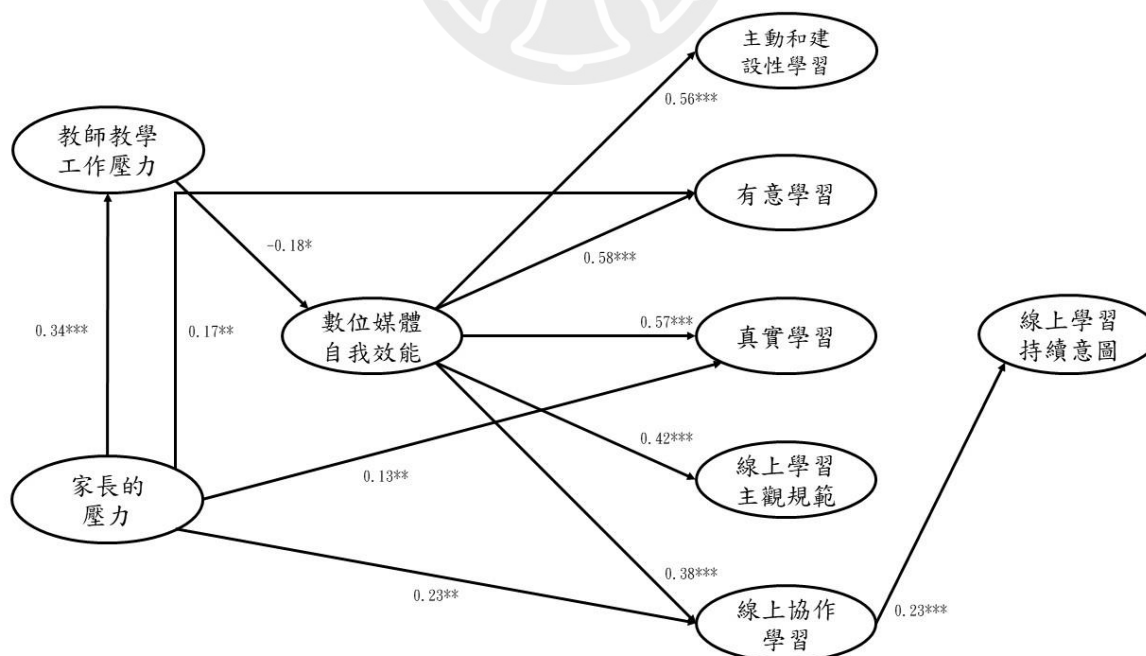 主動和建
設性學習
0.56***
教師教學
工作壓力
有意學習
-0.18*
0.58***
0.34***
0.17**
數位媒體
自我效能
0.57***
真實學習
線上學習
持續意圖
0.42***
家長的
壓力
0.13**
線上學習
主觀規範
0.38***
0.23**
線上協作
學習
0.23***